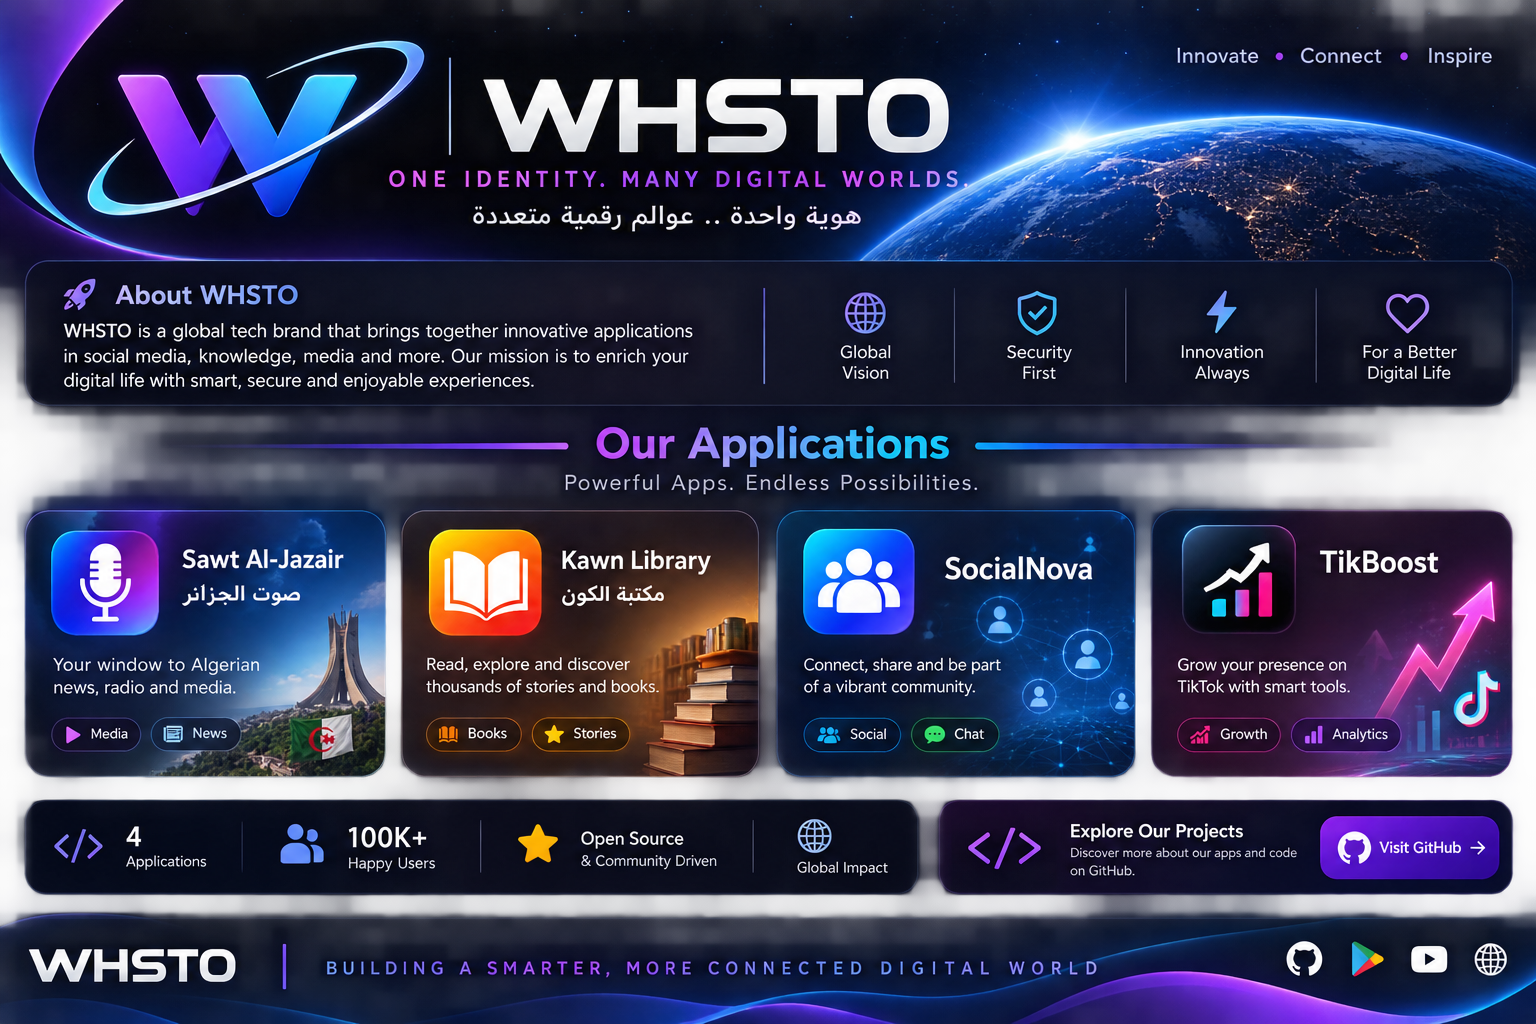 Innovate • Connect • Inspire
W
WHSTO
ONE IDENTITY. MANY DIGITAL WORLDS.
هوية واحدة .. عوالم رقمية متعددة
About WHSTO
WHSTO is a global tech brand that brings together innovative applications
in social media, knowledge, media and more. Our mission is to enrich your
digital life with smart, secure and enjoyable experiences.
Global
Vision
Security
First
Innovation
Always
For a Better
Digital Life
Our Applications
Powerful Apps. Endless Possibilities.
Sawt Al-Jazair
صوت الجزائر
Your window to Algerian
news, radio and media.
Media
News
Kawn Library
مكتبة الكون
Read, explore and discover
thousands of stories and books.
Books
Stories
SocialNova
Connect, share and be part
of a vibrant community.
Social
Chat
TikBoost
Grow your presence on
TikTok with smart tools.
Growth
Analytics
4
Applications
100K+
Happy Users
Open Source
& Community Driven
Global Impact
Explore Our Projects
Discover more about our apps and code
on GitHub.
Visit GitHub →
WHSTO
BUILDING A SMARTER, MORE CONNECTED DIGITAL WORLD